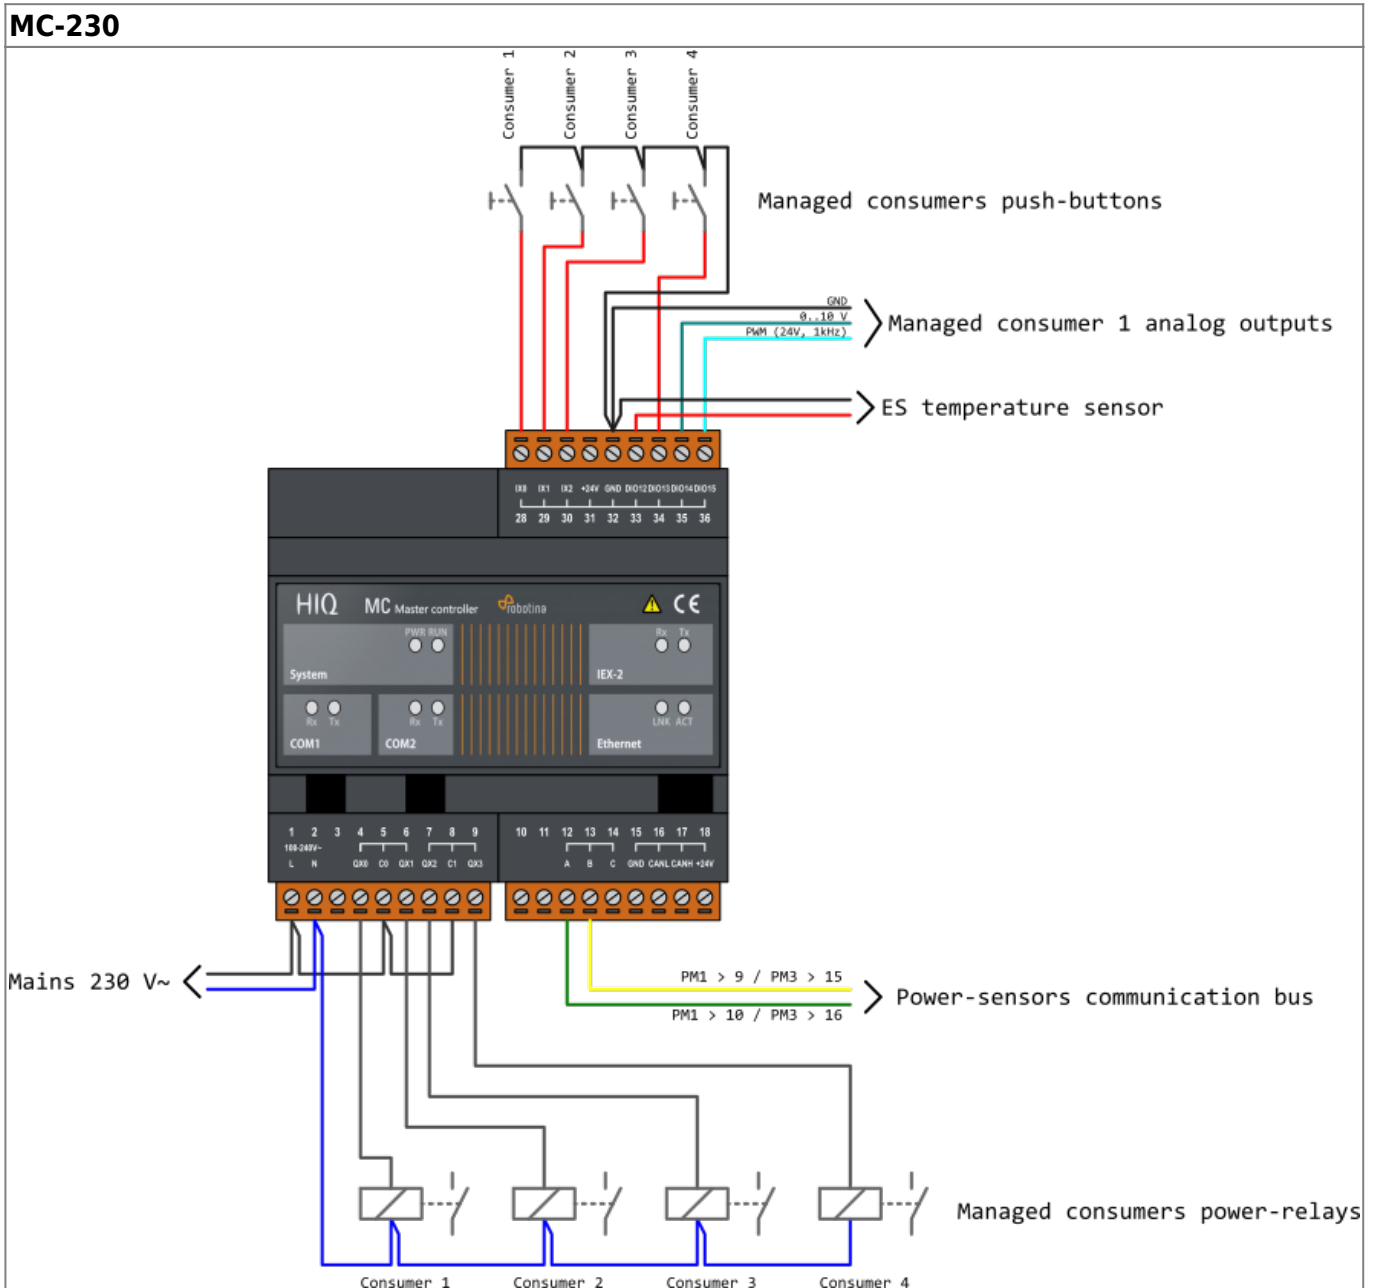 MC-230
Consumer 1
Consumer 2
Consumer 3
Consumer 4
Managed consumers push-buttons
GND
0..10 V
PWM (24V, 1kHz)
Managed consumer 1 analog outputs
ES temperature sensor
IX0 IX1 IX2 +24V GND DIO12 DIO13 DIO14 DIO15
28 29 30 31 32 33 34 35 36
HIQ MC Master controller robotina CE
PWR RUN
System
Rx Tx
IEX-2
Rx Tx
COM1
Rx Tx
COM2
LNK ACT
Ethernet
1 2 3 4 5 6 7 8 9
100-240V~
L N QX0 C0 QX1 QX2 C1 QX3
10 11 12 13 14 15 16 17 18
A B C GND CANL CANH +24V
Mains 230 V~
PM1 > 9 / PM3 > 15
PM1 > 10 / PM3 > 16
Power-sensors communication bus
Managed consumers power-relays
Consumer 1
Consumer 2
Consumer 3
Consumer 4